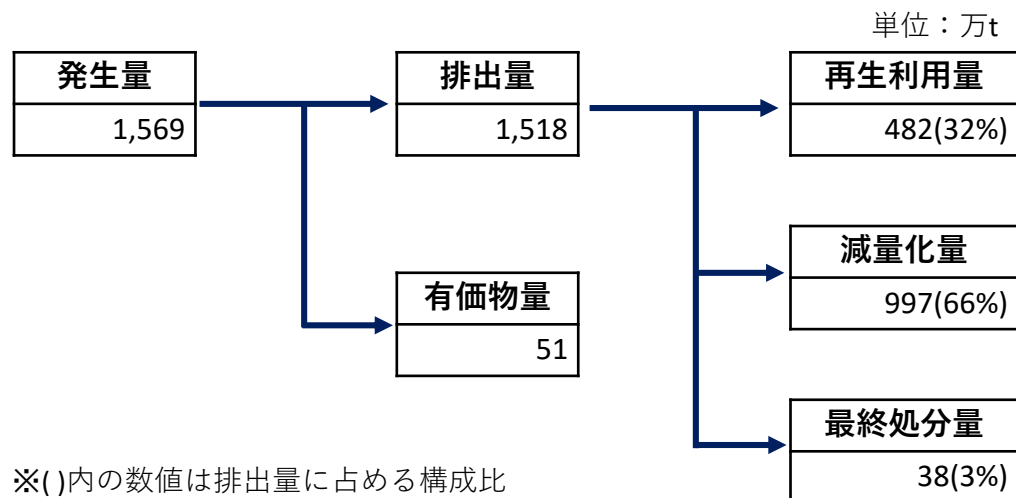 単位：万t
発生量
1,569
排出量
1,518
再生利用量
482(32%)
減量化量
997(66%)
有価物量
51
最終処分量
38(3%)
※( )内の数値は排出量に占める構成比